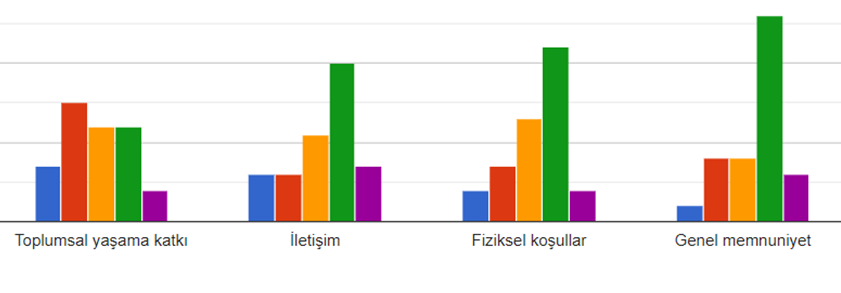 Toplumsal yaşama katkı
İletişim
Fiziksel koşullar
Genel memnuniyet